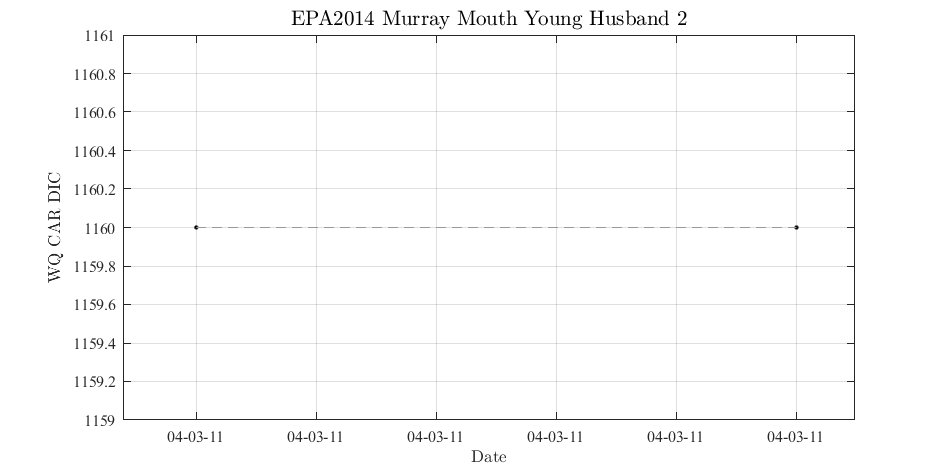 EPA2014 Murray Mouth Young Husband 2
1161
1160.8
1160.6
1160.4
1160.2
1160
1159.8
1159.6
1159.4
1159.2
1159
WQ CAR DIC
04-03-11 04-03-11 04-03-11 04-03-11 04-03-11 04-03-11
Date